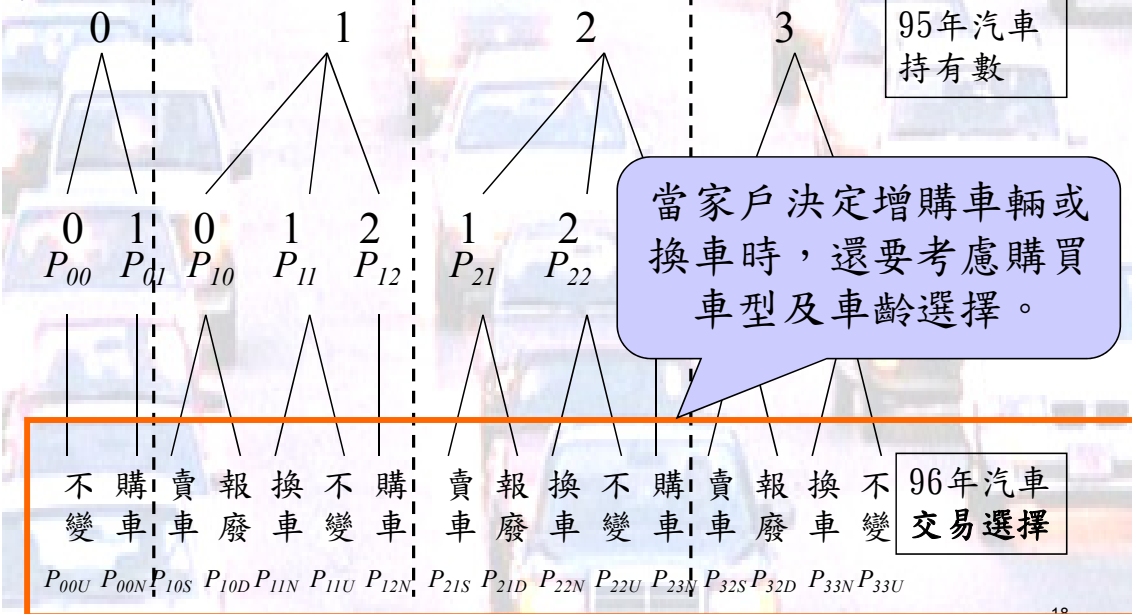 0 1 2 3
95年汽車
持有數
當家戶決定增購車輛或
換車時，還要考慮購買
車型及車齡選擇。
0 1 0 1 2 1 2
P00 P01 P10 P11 P12 P21 P22
不變 購車 賣車 報廢 換車 不變 購車 賣車 報廢 換車 不變 購車 賣車 報廢 換車 不變
96年汽車
交易選擇
P00U P00N P10S P10D P11N P11U P12N P21S P21D P22N P22U P23N P32S P32D P33N P33U
18